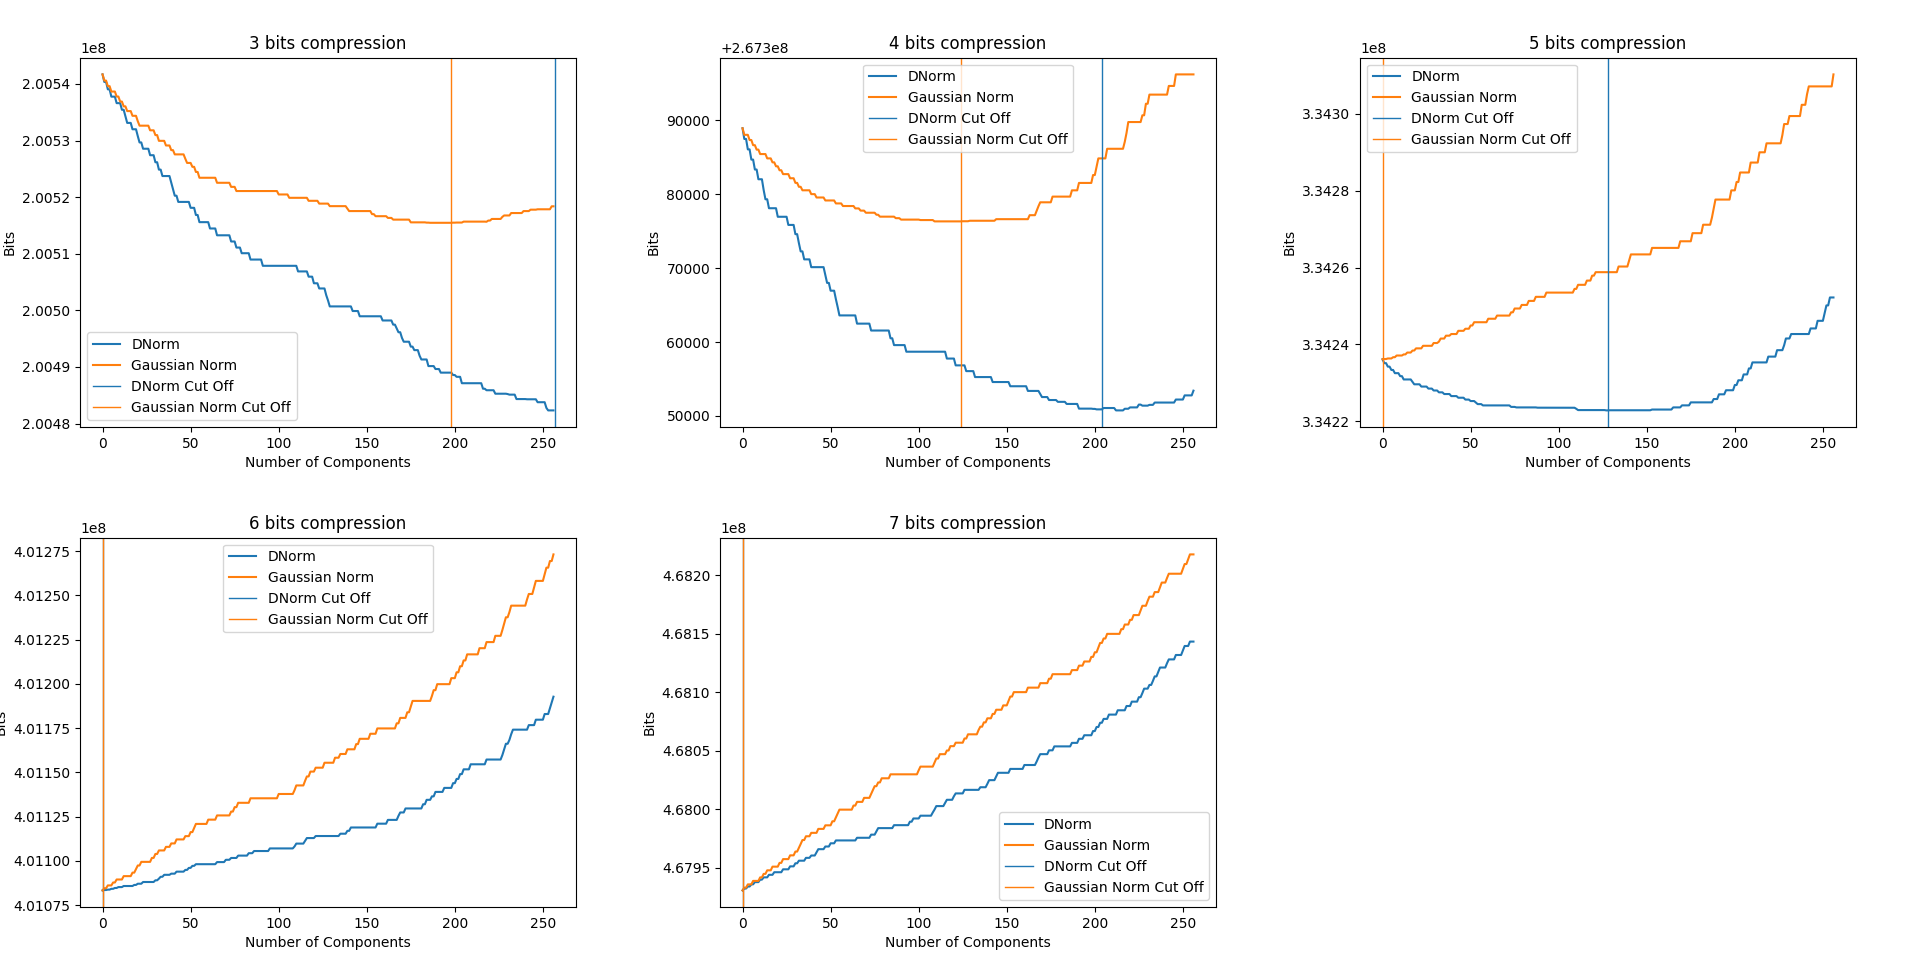 3 bits compression
1e8
2.0054
2.0053
2.0052
2.0051
2.0050
2.0049
2.0048
Bits
DNorm
Gaussian Norm
DNorm Cut Off
Gaussian Norm Cut Off
0 50 100 150 200 250
Number of Components
4 bits compression
+2.673e8
90000
80000
70000
60000
50000
Bits
DNorm
Gaussian Norm
DNorm Cut Off
Gaussian Norm Cut Off
0 50 100 150 200 250
Number of Components
5 bits compression
1e8
3.3430
3.3428
3.3426
3.3424
3.3422
Bits
DNorm
Gaussian Norm
DNorm Cut Off
Gaussian Norm Cut Off
0 50 100 150 200 250
Number of Components
6 bits compression
1e8
4.01275
4.01250
4.01225
4.01200
4.01175
4.01150
4.01125
4.01100
4.01075
Bits
DNorm
Gaussian Norm
DNorm Cut Off
Gaussian Norm Cut Off
0 50 100 150 200 250
Number of Components
7 bits compression
1e8
4.6820
4.6815
4.6810
4.6805
4.6800
4.6795
Bits
DNorm
Gaussian Norm
DNorm Cut Off
Gaussian Norm Cut Off
0 50 100 150 200 250
Number of Components